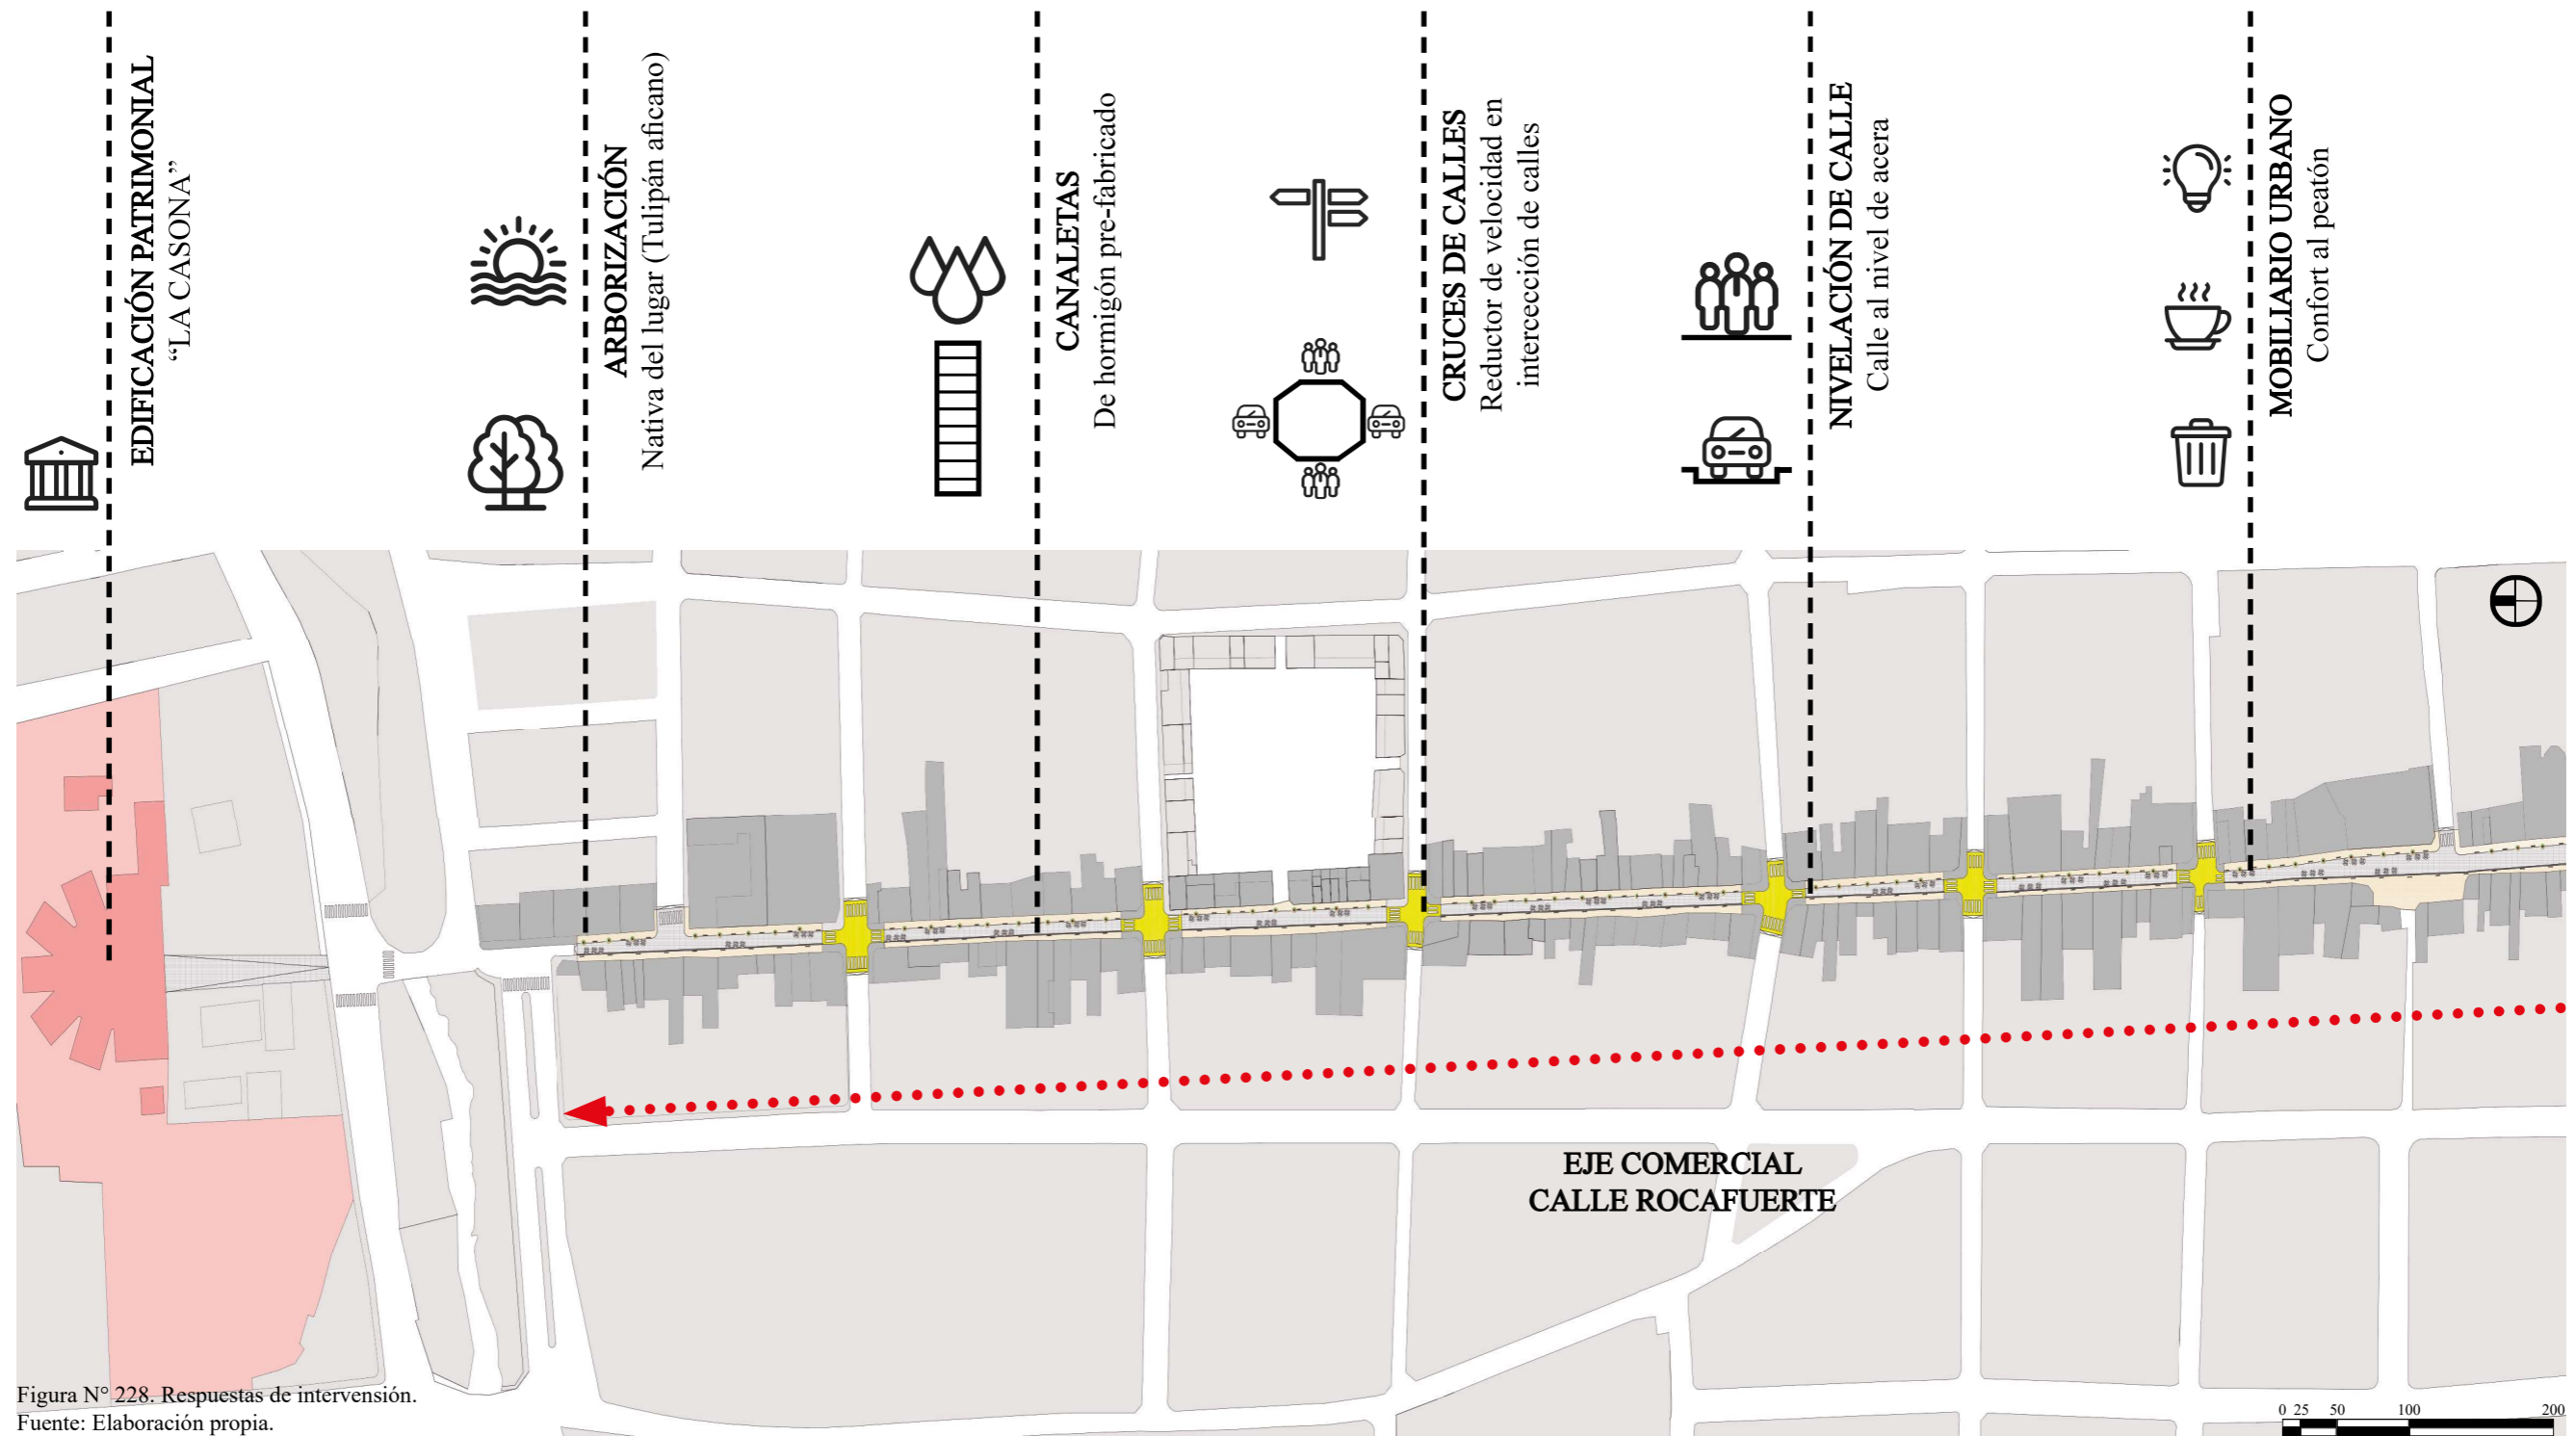 EDIFICACIÓN PATRIMONIAL
“LA CASONA”
ARBORIZACIÓN
Nativa del lugar (Tulipán aficano)
CANALETAS
De hormigón pre-fabricado
CRUCES DE CALLES
Reductor de velocidad en
intercección de calles
NIVELACIÓN DE CALLE
Calle al nivel de acera
MOBILIARIO URBANO
Confort al peatón
EJE COMERCIAL
CALLE ROCAFUERTE
Figura N° 228. Respuestas de intervensión.
Fuente: Elaboración propia.
0 25 50 100 200